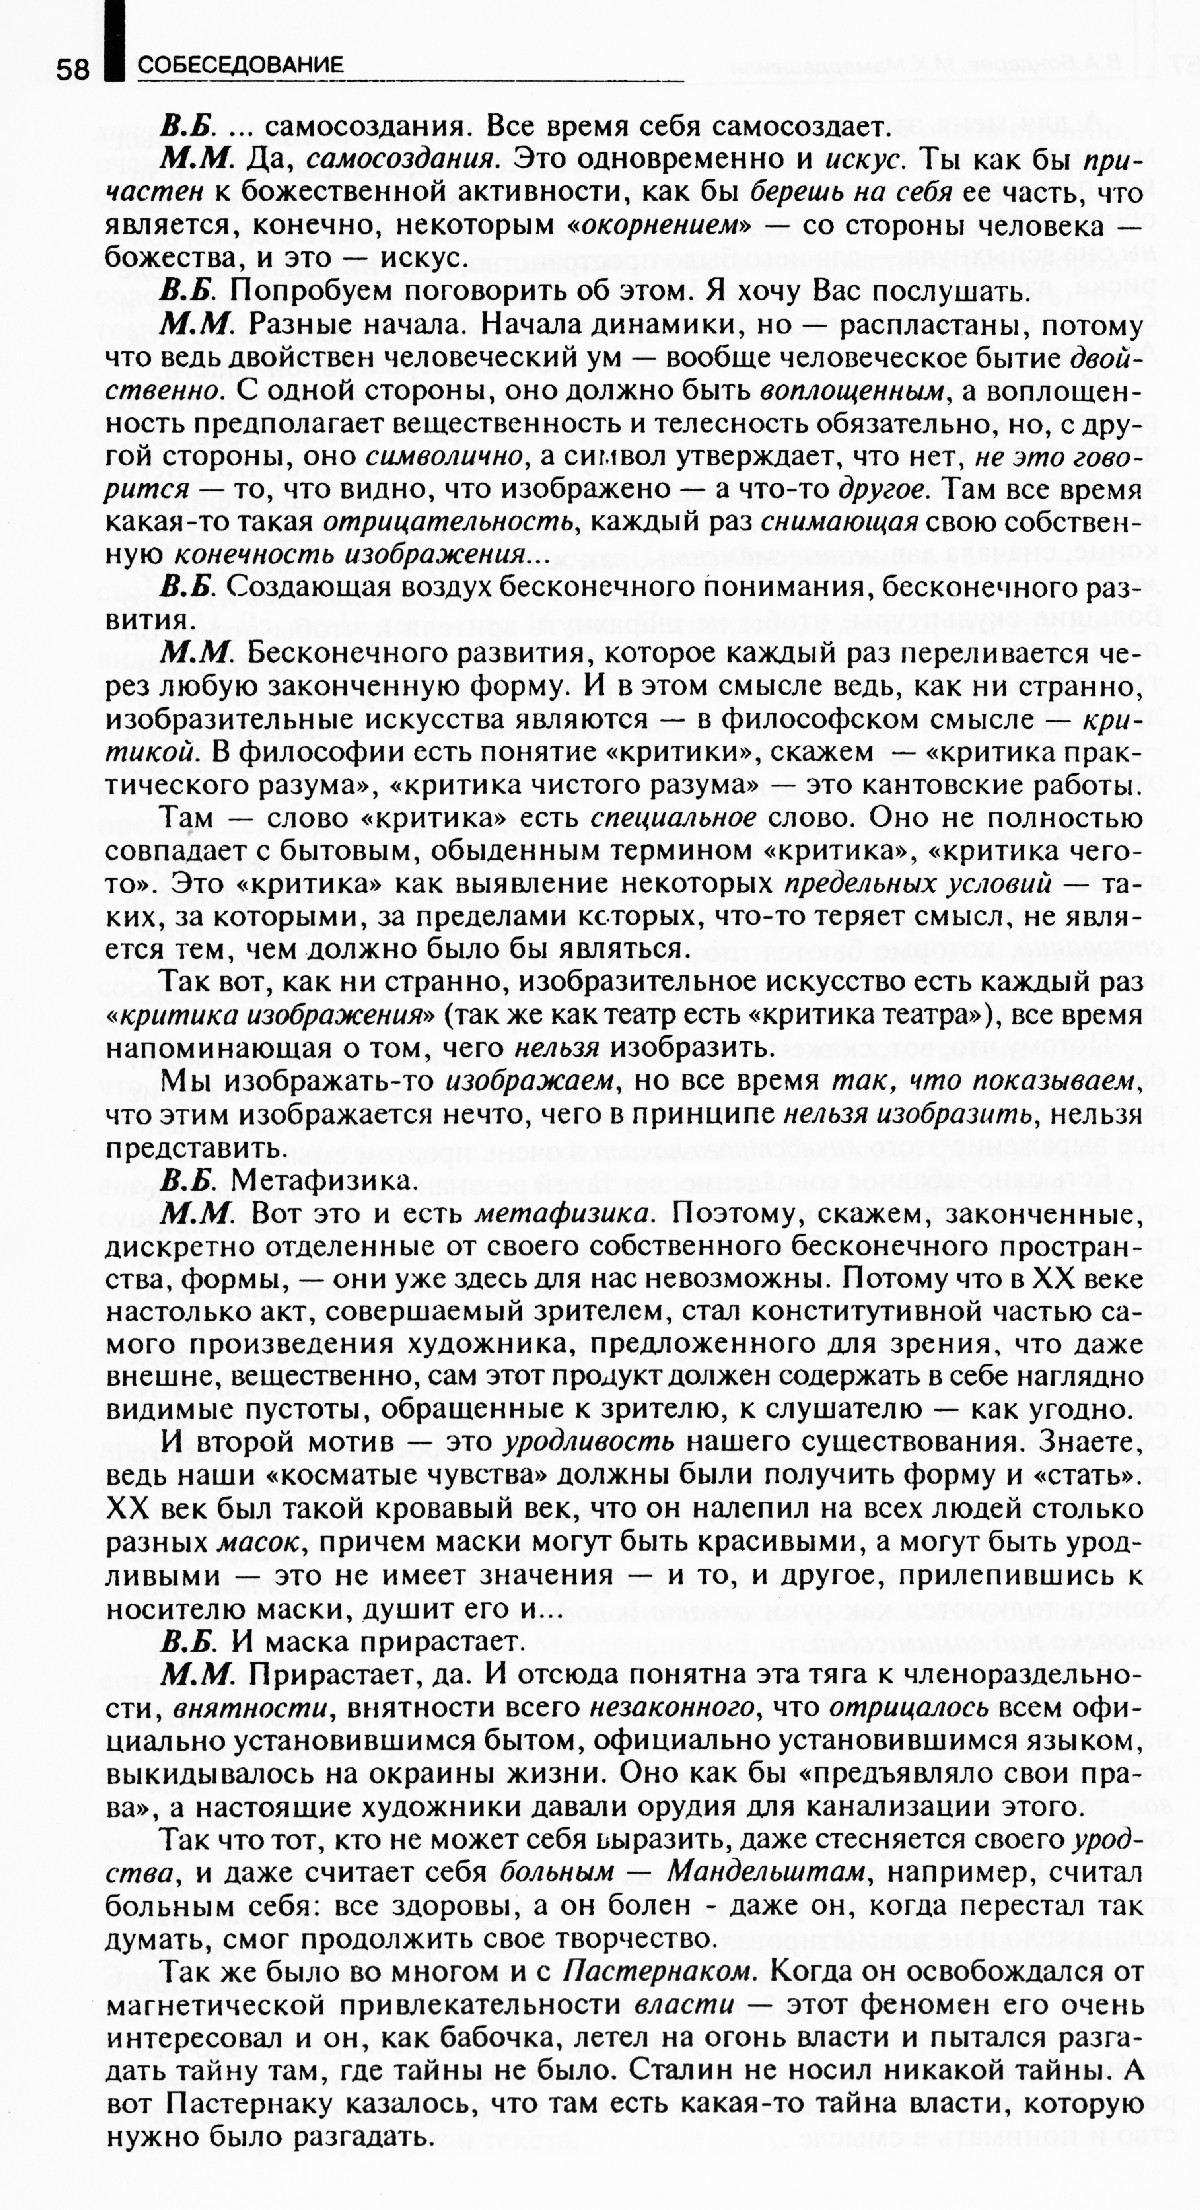 58 СОБЕСЕДОВАНИЕ
В.Б. ... самосоздания. Все время себя самосоздает.
М.М. Да, самосоздания. Это одновременно и искус. Ты как бы при-
частен к божественной активности, как бы берешь на себя ее часть, что
является, конечно, некоторым «окорнением» — со стороны человека —
божества, и это — искус.
В.Б. Попробуем поговорить об этом. Я хочу Вас послушать.
М.М. Разные начала. Начала динамики, но — распластаны, потому
что ведь двойствен человеческий ум — вообще человеческое бытие двой-
ственно. С одной стороны, оно должно быть воплощенным, а воплощен-
ность предполагает вещественность и телесность обязательно, но, с дру-
гой стороны, оно символично, а символ утверждает, что нет, не это гово-
рится — то, что видно, что изображено — а что-то другое. Там все время
какая-то такая отрицательность, каждый раз снимающая свою собствен-
ную конечность изображения...
В.Б. Создающая воздух бесконечного понимания, бесконечного раз-
вития.
М.М. Бесконечного развития, которое каждый раз переливается че-
рез любую законченную форму. И в этом смысле ведь, как ни странно,
изобразительные искусства являются — в философском смысле — кри-
тикой. В философии есть понятие «критики», скажем — «критика прак-
тического разума», «критика чистого разума» — это кантовские работы.
Там — слово «критика» есть специальное слово. Оно не полностью
совпадает с бытовым, обыденным термином «критика», «критика чего-
то». Это «критика» как выявление некоторых предельных условий — та-
ких, за которыми, за пределами которых, что-то теряет смысл, не явля-
ется тем, чем должно было бы являться.
Так вот, как ни странно, изобразительное искусство есть каждый раз
«критика изображения» (так же как театр есть «критика театра»), все время
напоминающая о том, чего нельзя изобразить.
Мы изображать-то изображаем, но все время так, что показываем,
что этим изображается нечто, чего в принципе нельзя изобразить, нельзя
представить.
В.Б. Метафизика.
М.М. Вот это и есть метафизика. Поэтому, скажем, законченные,
дискретно отделенные от своего собственного бесконечного простран-
ства, формы, — они уже здесь для нас невозможны. Потому что в XX веке
настолько акт, совершаемый зрителем, стал конститутивной частью са-
мого произведения художника, предложенного для зрения, что даже
внешне, вещественно, сам этот продукт должен содержать в себе наглядно
видимые пустоты, обращенные к зрителю, к слушателю — как угодно.
И второй мотив — это уродливость нашего существования. Знаете,
ведь наши «косматые чувства» должны были получить форму и «стать».
XX век был такой кровавый век, что он налепил на всех людей столько
разных масок, причем маски могут быть красивыми, а могут быть урод-
ливыми — это не имеет значения — и то, и другое, прилепившись к
носителю маски, душит его и...
В.Б. И маска прирастает.
М.М. Прирастает, да. И отсюда понятна эта тяга к членораздельно-
сти, внятности, внятности всего незаконного, что отрицалось всем офи-
циально установившимся бытом, официально установившимся языком,
выкидывалось на окраины жизни. Оно как бы «предъявляло свои пра-
ва», а настоящие художники давали орудия для канализации этого.
Так что тот, кто не может себя выразить, даже стесняется своего урод-
ства, и даже считает себя больным — Мандельштам, например, считал
больным себя: все здоровы, а он болен - даже он, когда перестал так
думать, смог продолжить свое творчество.
Так же было во многом и с Пастернаком. Когда он освобождался от
магнетической привлекательности власти — этот феномен его очень
интересовал и он, как бабочка, летел на огонь власти и пытался разга-
дать тайну там, где тайны не было. Сталин не носил никакой тайны. А
вот Пастернаку казалось, что там есть какая-то тайна власти, которую
нужно было разгадать.